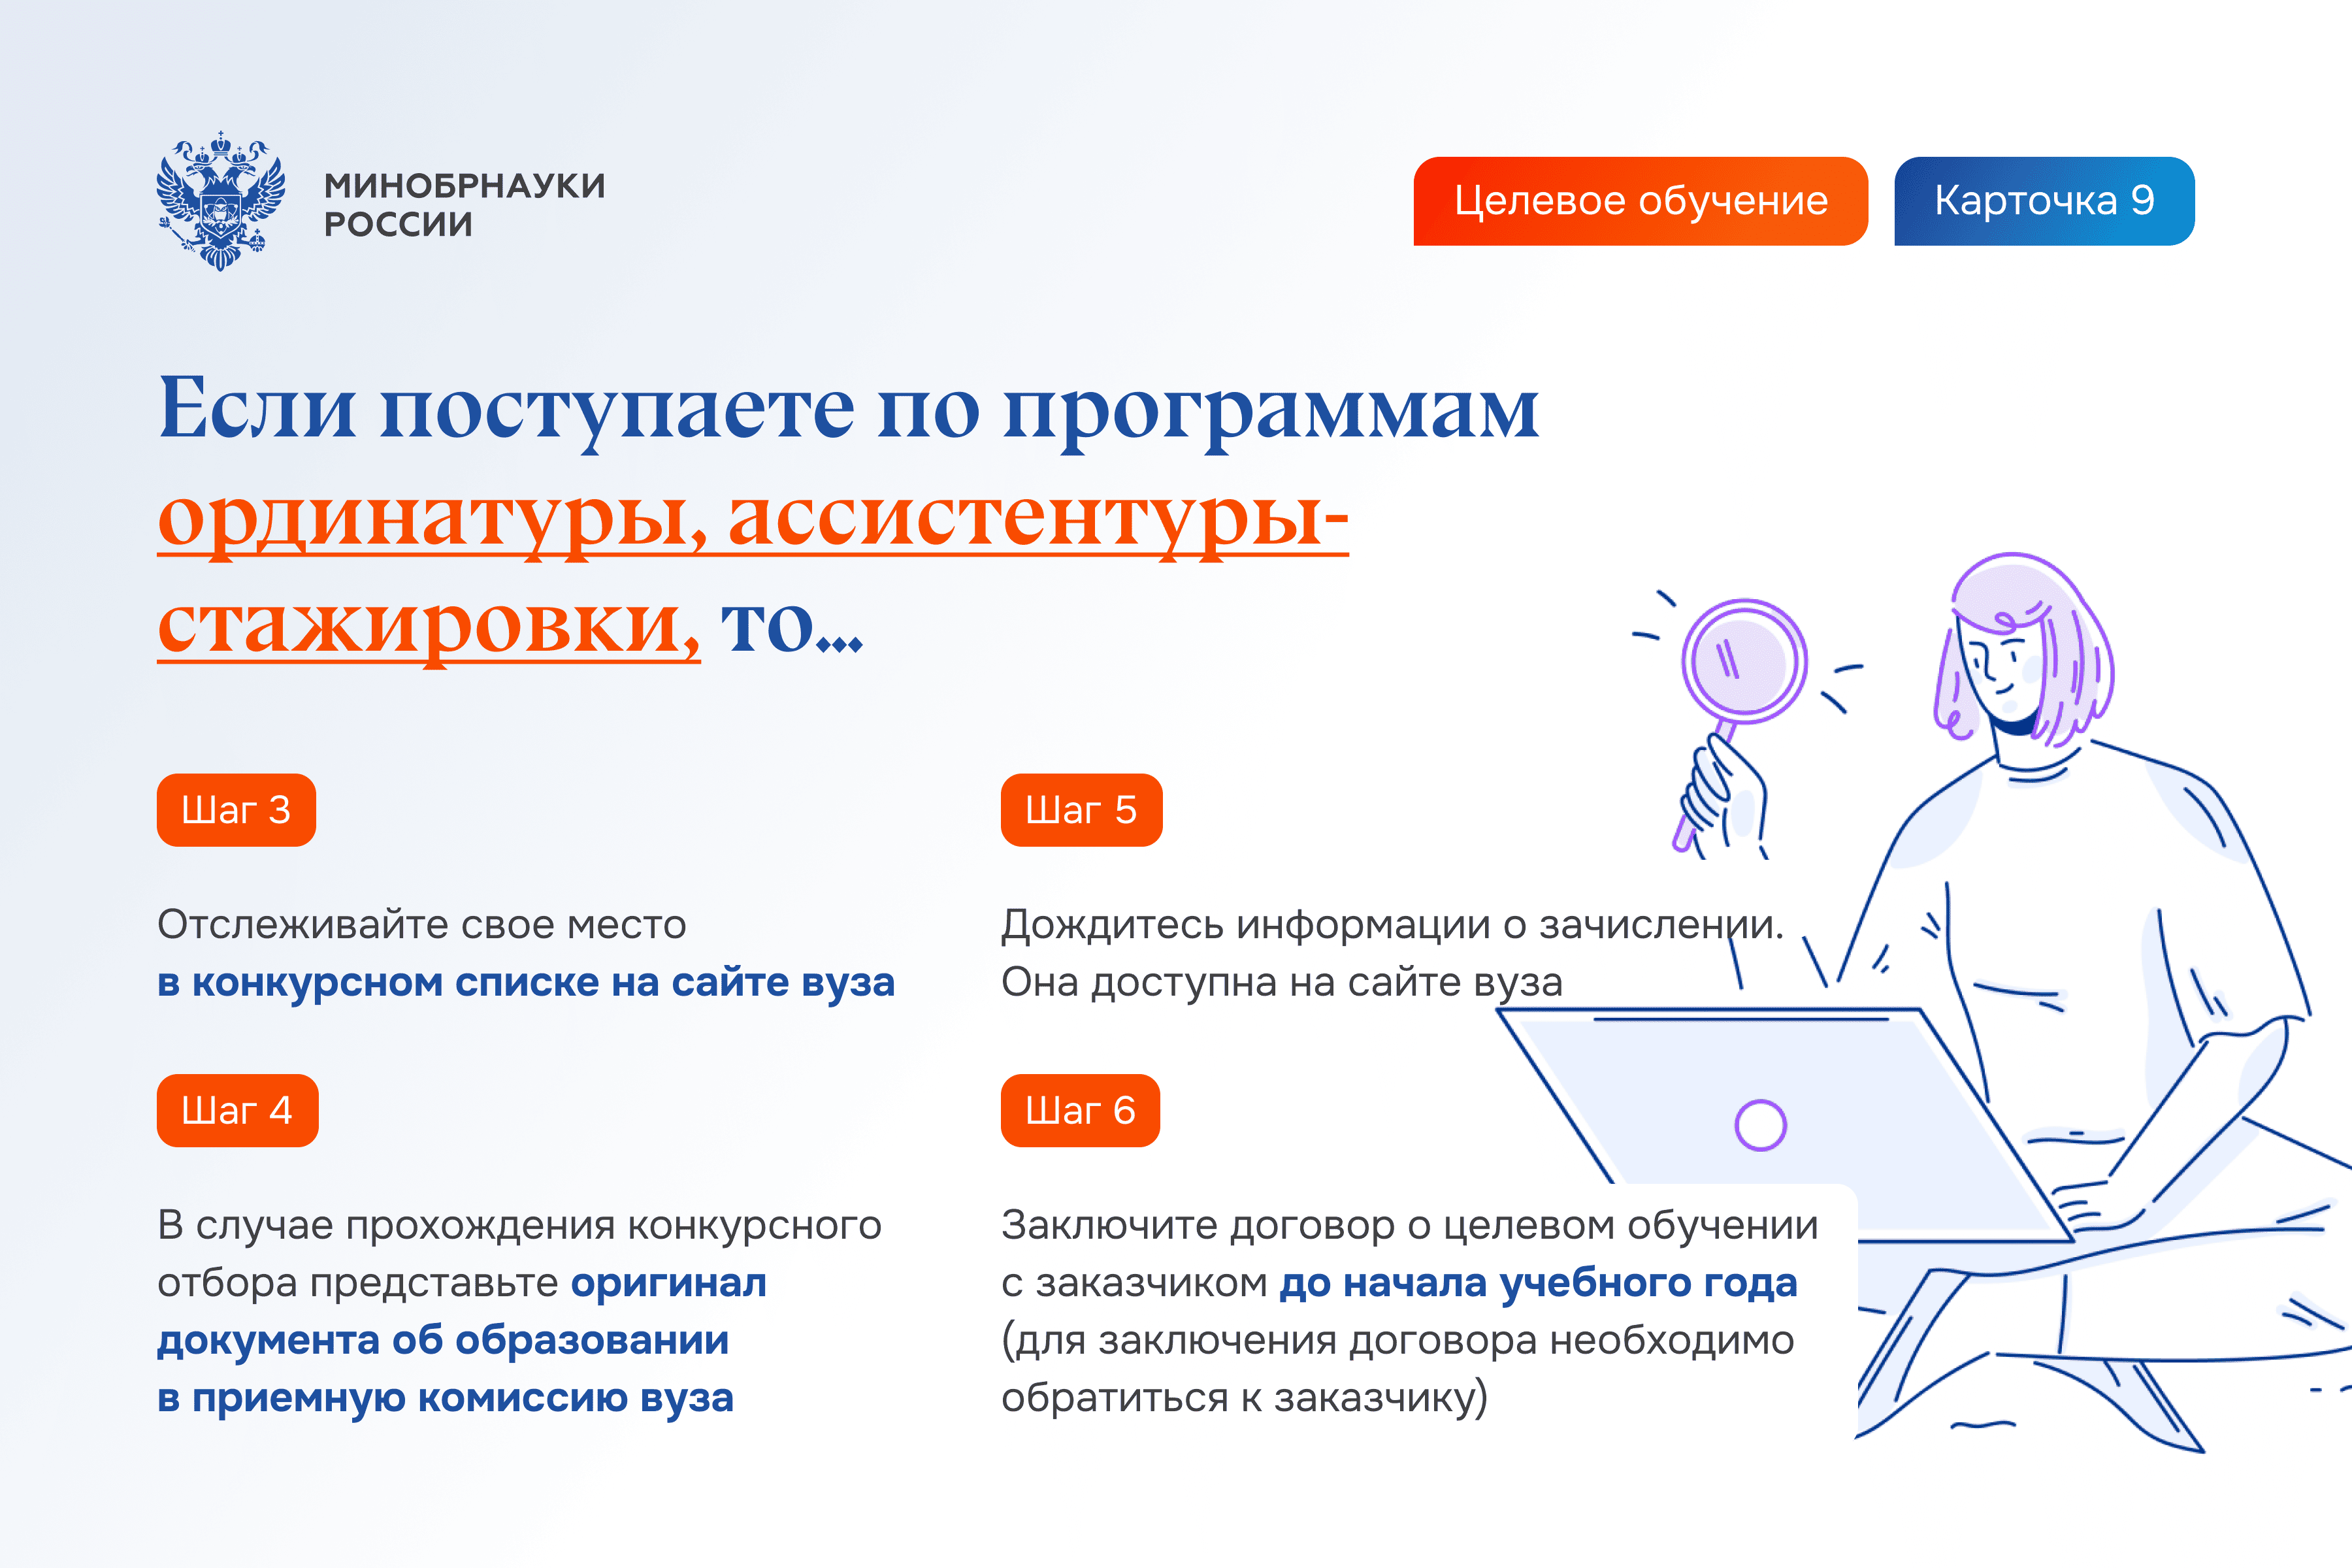 МИНОБРНАУКИ
РОССИИ
Целевое обучение
Карточка 9
Если поступаете по программам
ординатуры, ассистентуры-
стажировки, то...
Шаг 3
Отслеживайте свое место
в конкурсном списке на сайте вуза
Шаг 4
В случае прохождения конкурсного
отбора представьте оригинал
документа об образовании
в приемную комиссию вуза
Шаг 5
Дождитесь информации о зачислении.
Она доступна на сайте вуза
Шаг 6
Заключите договор о целевом обучении
с заказчиком до начала учебного года
(для заключения договора необходимо
обратиться к заказчику)